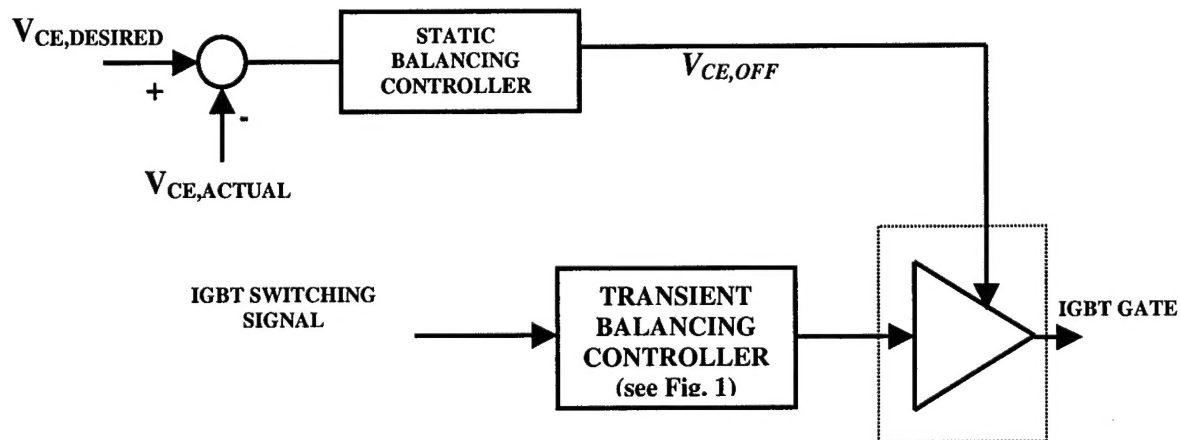 V_CE,DESIRED
+
-
V_CE,ACTUAL
STATIC
BALANCING
CONTROLLER
V_CE,OFF
IGBT SWITCHING
SIGNAL
TRANSIENT
BALANCING
CONTROLLER
(see Fig. 1)
IGBT GATE